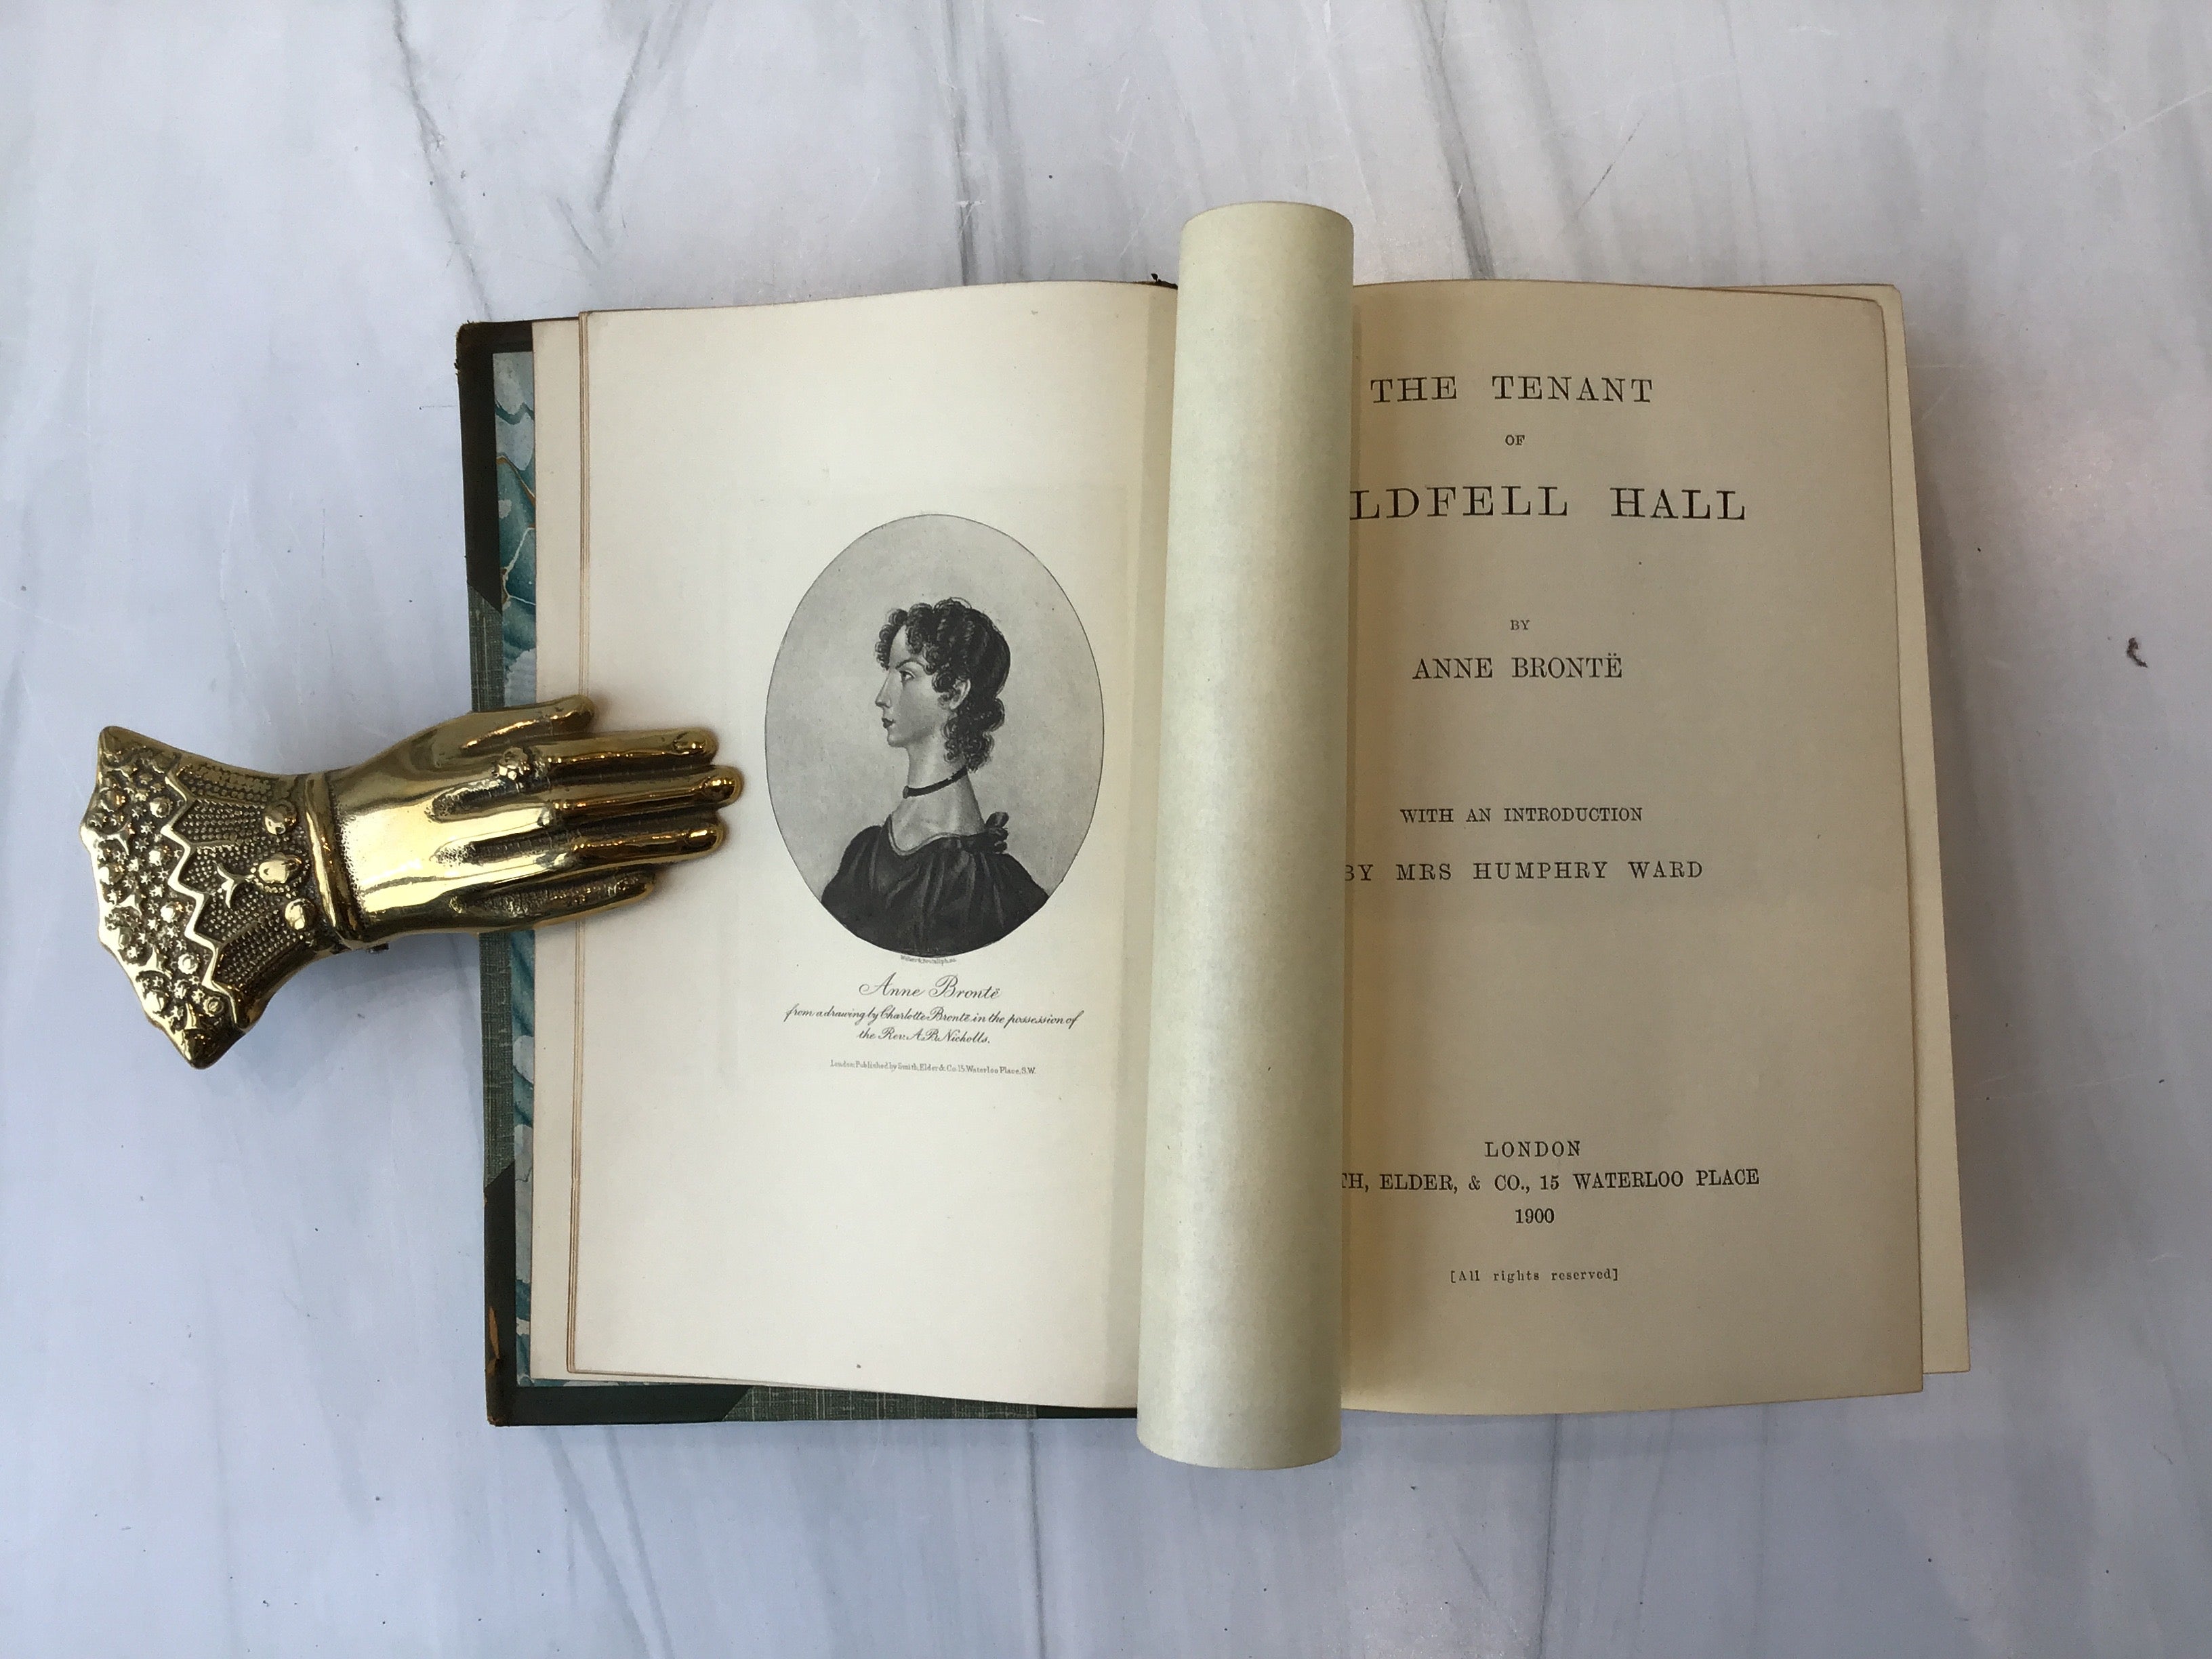 Anne Brontë
from a drawing by Charlotte Brontë in the possession of
the Rev. A. B. Nicholls.
London: Published by Smith, Elder & Co. 15, Waterloo Place, S.W.
THE TENANT
OF
LDFELL HALL
BY
ANNE BRONTË
WITH AN INTRODUCTION
BY MRS HUMPHRY WARD
LONDON
TH, ELDER, & CO., 15 WATERLOO PLACE
1900
[All rights reserved]